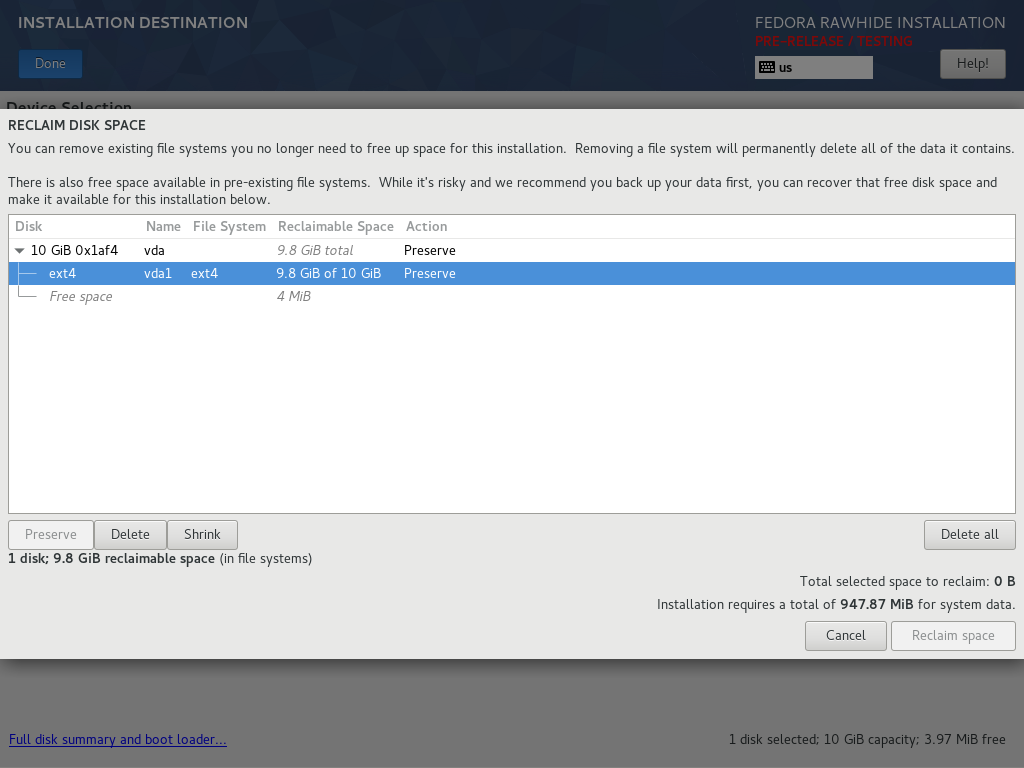 INSTALLATION DESTINATION
FEDORA RAWHIDE INSTALLATION
PRE-RELEASE / TESTING
Done
us
Help!
Device Selection
RECLAIM DISK SPACE
You can remove existing file systems you no longer need to free up space for this installation.  Removing a file system will permanently delete all of the data it contains.
There is also free space available in pre-existing file systems.  While it's risky and we recommend you back up your data first, you can recover that free disk space and
make it available for this installation below.
Disk Name File System Reclaimable Space Action
10 GiB 0x1af4 vda 9.8 GiB total Preserve
ext4 vda1 ext4 9.8 GiB of 10 GiB Preserve
Free space 4 MiB
Preserve Delete Shrink Delete all
1 disk; 9.8 GiB reclaimable space (in file systems)
Total selected space to reclaim: 0 B
Installation requires a total of 947.87 MiB for system data.
Cancel Reclaim space
Full disk summary and boot loader...
1 disk selected; 10 GiB capacity; 3.97 MiB free